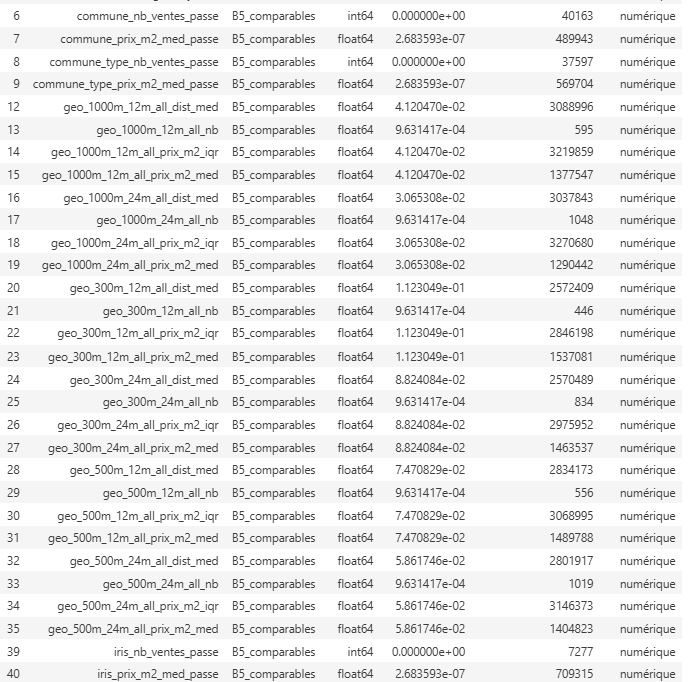 6 commune_nb_ventes_passe B5_comparables int64 0.000000e+00 40163 numérique
7 commune_prix_m2_med_passe B5_comparables float64 2.683593e-07 489943 numérique
8 commune_type_nb_ventes_passe B5_comparables int64 0.000000e+00 37597 numérique
9 commune_type_prix_m2_med_passe B5_comparables float64 2.683593e-07 569704 numérique
12 geo_1000m_12m_all_dist_med B5_comparables float64 4.120470e-02 3088996 numérique
13 geo_1000m_12m_all_nb B5_comparables float64 9.631417e-04 595 numérique
14 geo_1000m_12m_all_prix_m2_iqr B5_comparables float64 4.120470e-02 3219859 numérique
15 geo_1000m_12m_all_prix_m2_med B5_comparables float64 4.120470e-02 1377547 numérique
16 geo_1000m_24m_all_dist_med B5_comparables float64 3.065308e-02 3037843 numérique
17 geo_1000m_24m_all_nb B5_comparables float64 9.631417e-04 1048 numérique
18 geo_1000m_24m_all_prix_m2_iqr B5_comparables float64 3.065308e-02 3270680 numérique
19 geo_1000m_24m_all_prix_m2_med B5_comparables float64 3.065308e-02 1290442 numérique
20 geo_300m_12m_all_dist_med B5_comparables float64 1.123049e-01 2572409 numérique
21 geo_300m_12m_all_nb B5_comparables float64 9.631417e-04 446 numérique
22 geo_300m_12m_all_prix_m2_iqr B5_comparables float64 1.123049e-01 2846198 numérique
23 geo_300m_12m_all_prix_m2_med B5_comparables float64 1.123049e-01 1537081 numérique
24 geo_300m_24m_all_dist_med B5_comparables float64 8.824084e-02 2570489 numérique
25 geo_300m_24m_all_nb B5_comparables float64 9.631417e-04 834 numérique
26 geo_300m_24m_all_prix_m2_iqr B5_comparables float64 8.824084e-02 2975952 numérique
27 geo_300m_24m_all_prix_m2_med B5_comparables float64 8.824084e-02 1463537 numérique
28 geo_500m_12m_all_dist_med B5_comparables float64 7.470829e-02 2834173 numérique
29 geo_500m_12m_all_nb B5_comparables float64 9.631417e-04 556 numérique
30 geo_500m_12m_all_prix_m2_iqr B5_comparables float64 7.470829e-02 3068995 numérique
31 geo_500m_12m_all_prix_m2_med B5_comparables float64 7.470829e-02 1489788 numérique
32 geo_500m_24m_all_dist_med B5_comparables float64 5.861746e-02 2801917 numérique
33 geo_500m_24m_all_nb B5_comparables float64 9.631417e-04 1019 numérique
34 geo_500m_24m_all_prix_m2_iqr B5_comparables float64 5.861746e-02 3146373 numérique
35 geo_500m_24m_all_prix_m2_med B5_comparables float64 5.861746e-02 1404823 numérique
39 iris_nb_ventes_passe B5_comparables int64 0.000000e+00 7277 numérique
40 iris_prix_m2_med_passe B5_comparables float64 2.683593e-07 709315 numérique